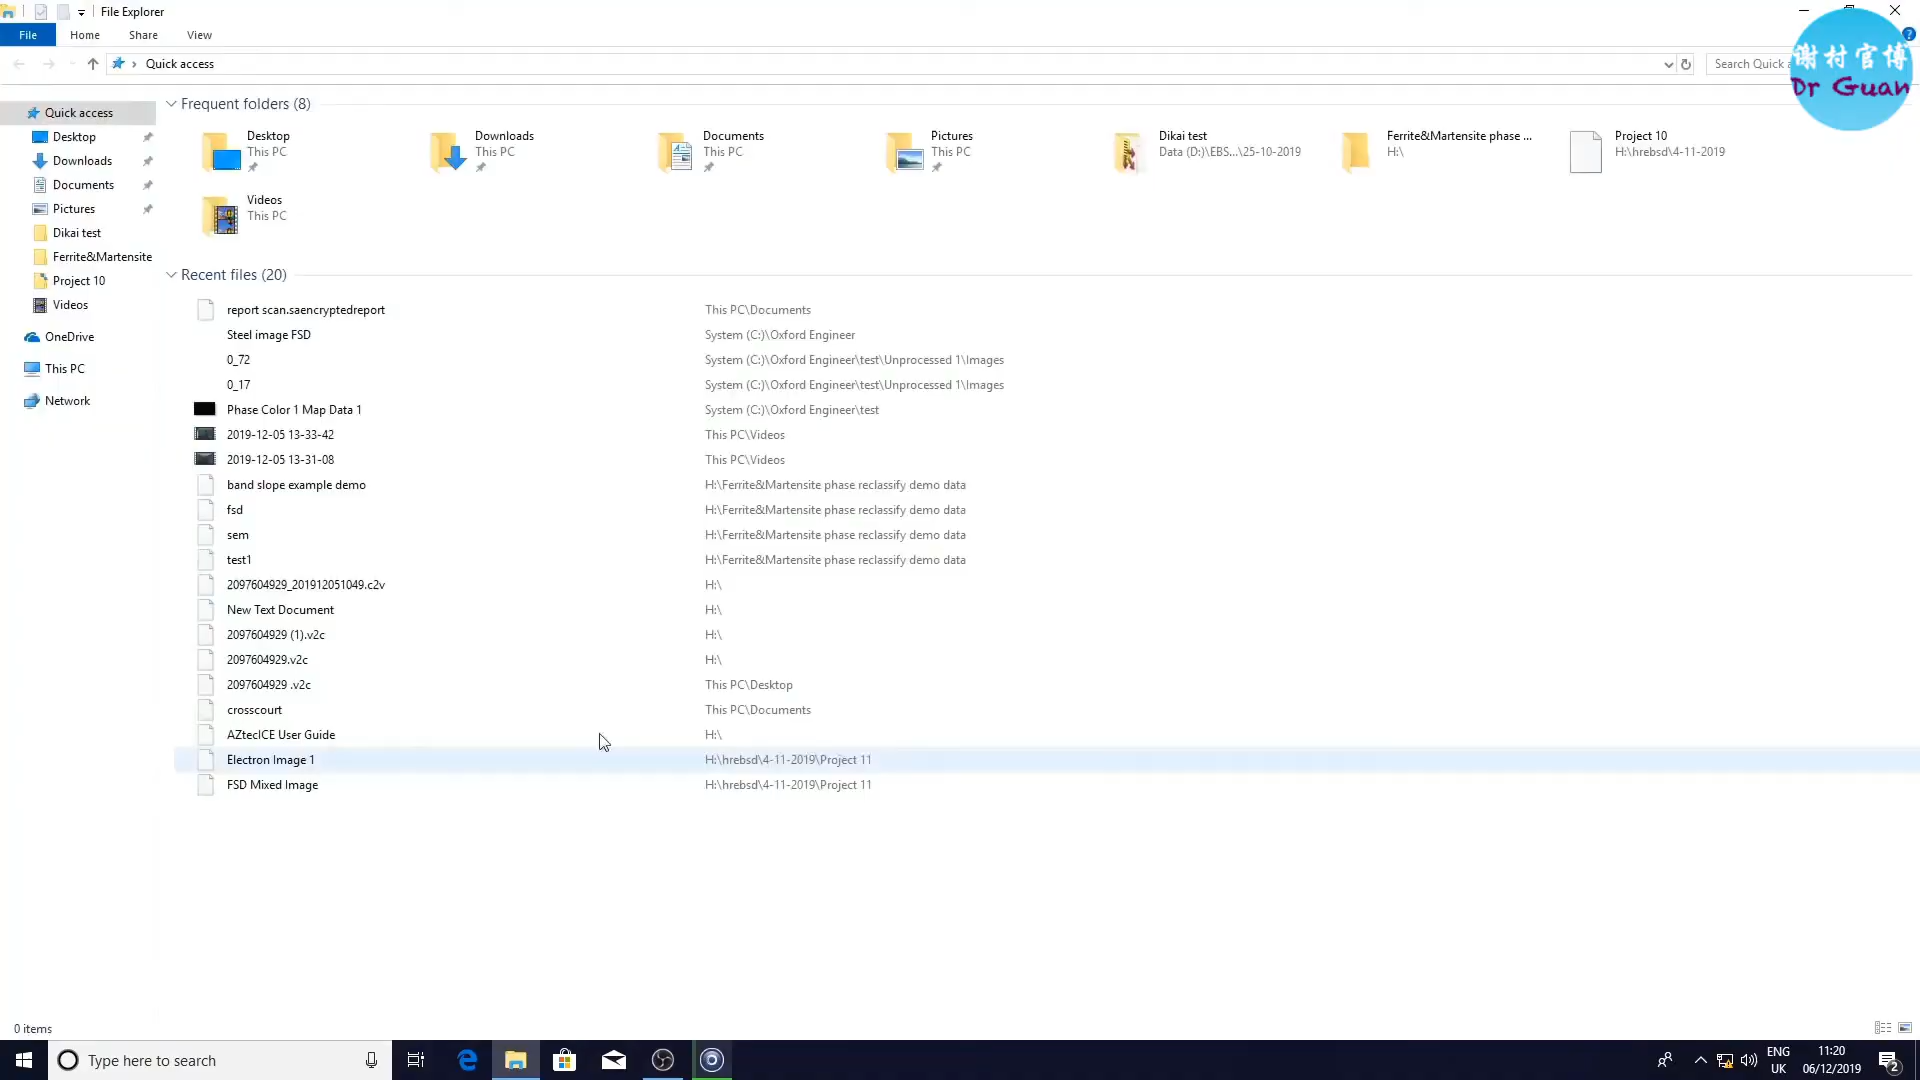 File Explorer
File Home Share View
Quick access
Search Quick a
谢村官博
Dr Guan
Quick access
Desktop
Downloads
Documents
Pictures
Dikai test
Ferrite&Martensite
Project 10
Videos
OneDrive
This PC
Network
Frequent folders (8)
Desktop
This PC
Downloads
This PC
Documents
This PC
Pictures
This PC
Dikai test
Data (D:)\EBS...\25-10-2019
Ferrite&Martensite phase ...
H:\
Project 10
H:\hrebsd\4-11-2019
Videos
This PC
Recent files (20)
report scan.saencryptedreport This PC\Documents
Steel image FSD System (C:)\Oxford Engineer
0_72 System (C:)\Oxford Engineer\test\Unprocessed 1\Images
0_17 System (C:)\Oxford Engineer\test\Unprocessed 1\Images
Phase Color 1 Map Data 1 System (C:)\Oxford Engineer\test
2019-12-05 13-33-42 This PC\Videos
2019-12-05 13-31-08 This PC\Videos
band slope example demo H:\Ferrite&Martensite phase reclassify demo data
fsd H:\Ferrite&Martensite phase reclassify demo data
sem H:\Ferrite&Martensite phase reclassify demo data
test1 H:\Ferrite&Martensite phase reclassify demo data
2097604929_201912051049.c2v H:\
New Text Document H:\
2097604929 (1).v2c H:\
2097604929.v2c H:\
2097604929 .v2c This PC\Desktop
crosscourt This PC\Documents
AZtecICE User Guide H:\
Electron Image 1 H:\hrebsd\4-11-2019\Project 11
FSD Mixed Image H:\hrebsd\4-11-2019\Project 11
0 items
Type here to search
ENG
UK
11:20
06/12/2019
2